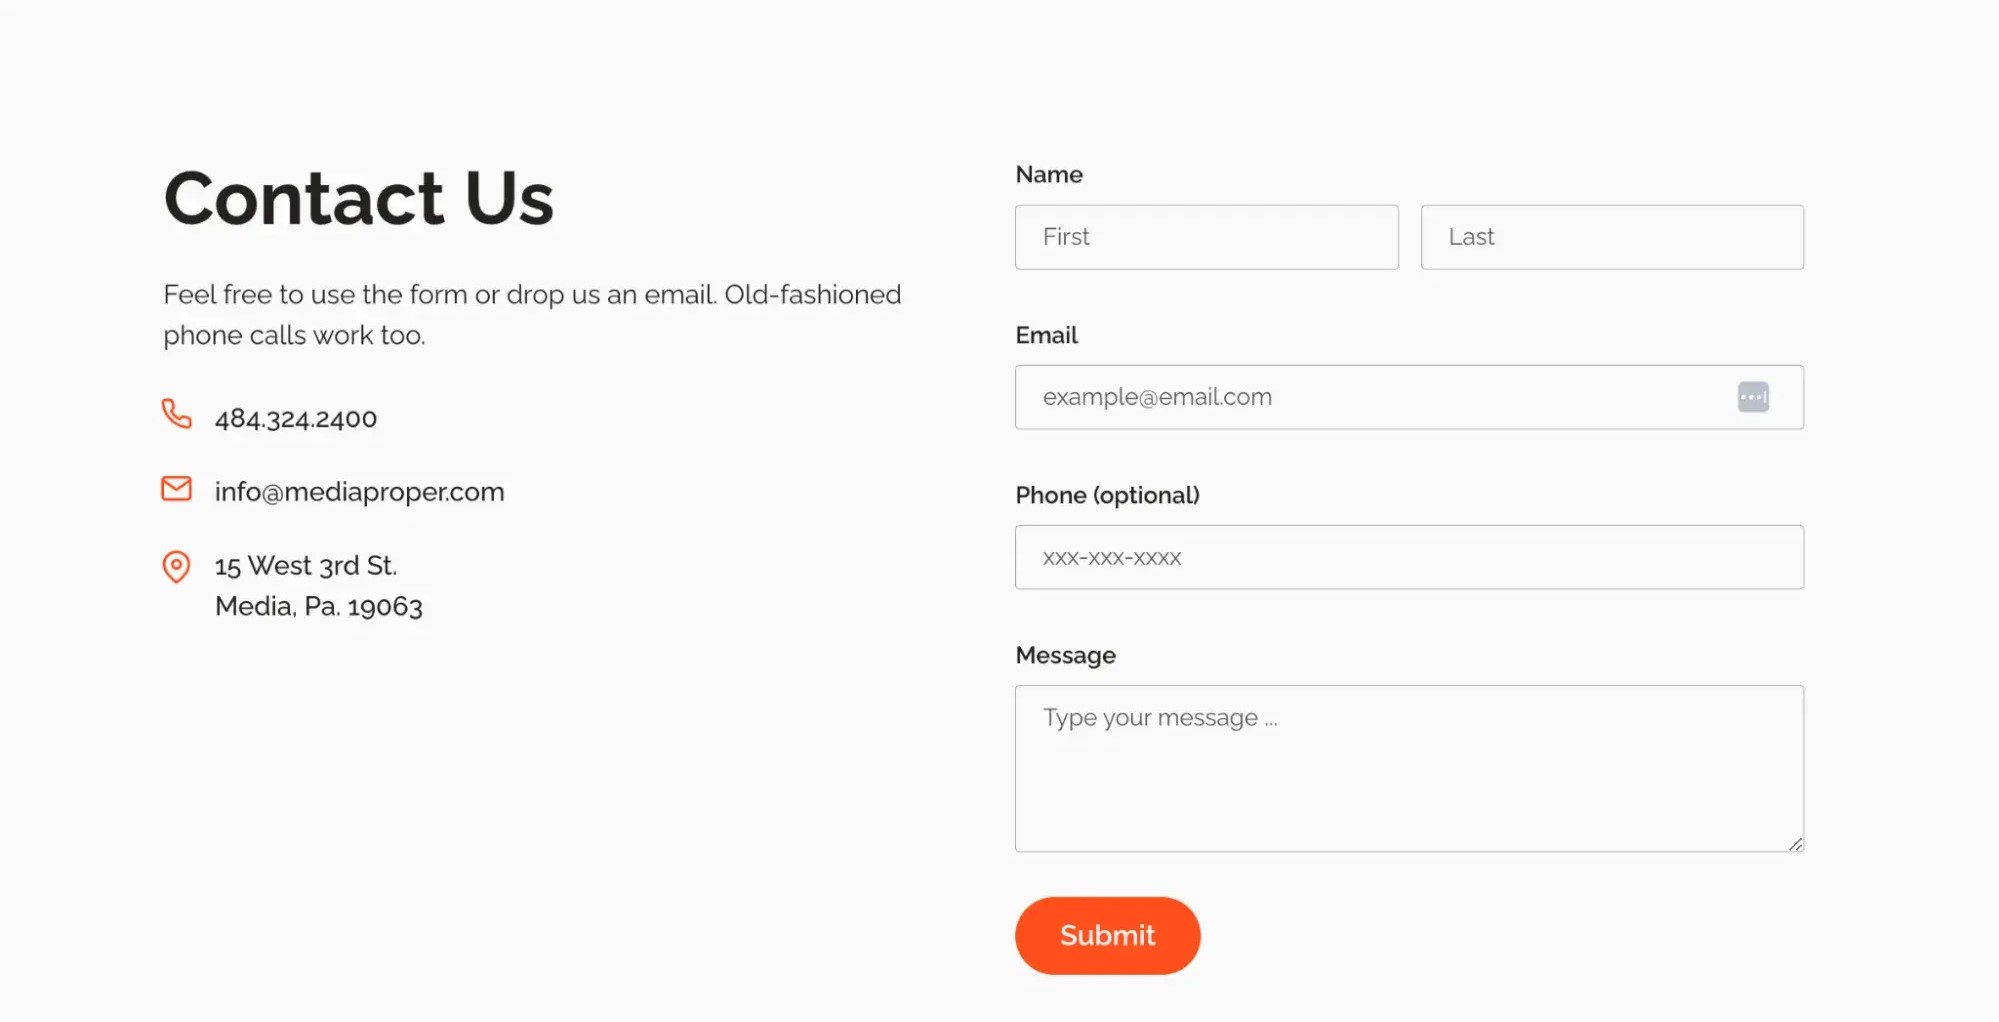 Contact Us
Feel free to use the form or drop us an email. Old-fashioned
phone calls work too.
484.324.2400
info@mediaproper.com
15 West 3rd St.
Media, Pa. 19063
Name
First
Last
Email
example@email.com
Phone (optional)
xxx-xxx-xxxx
Message
Type your message ...
Submit